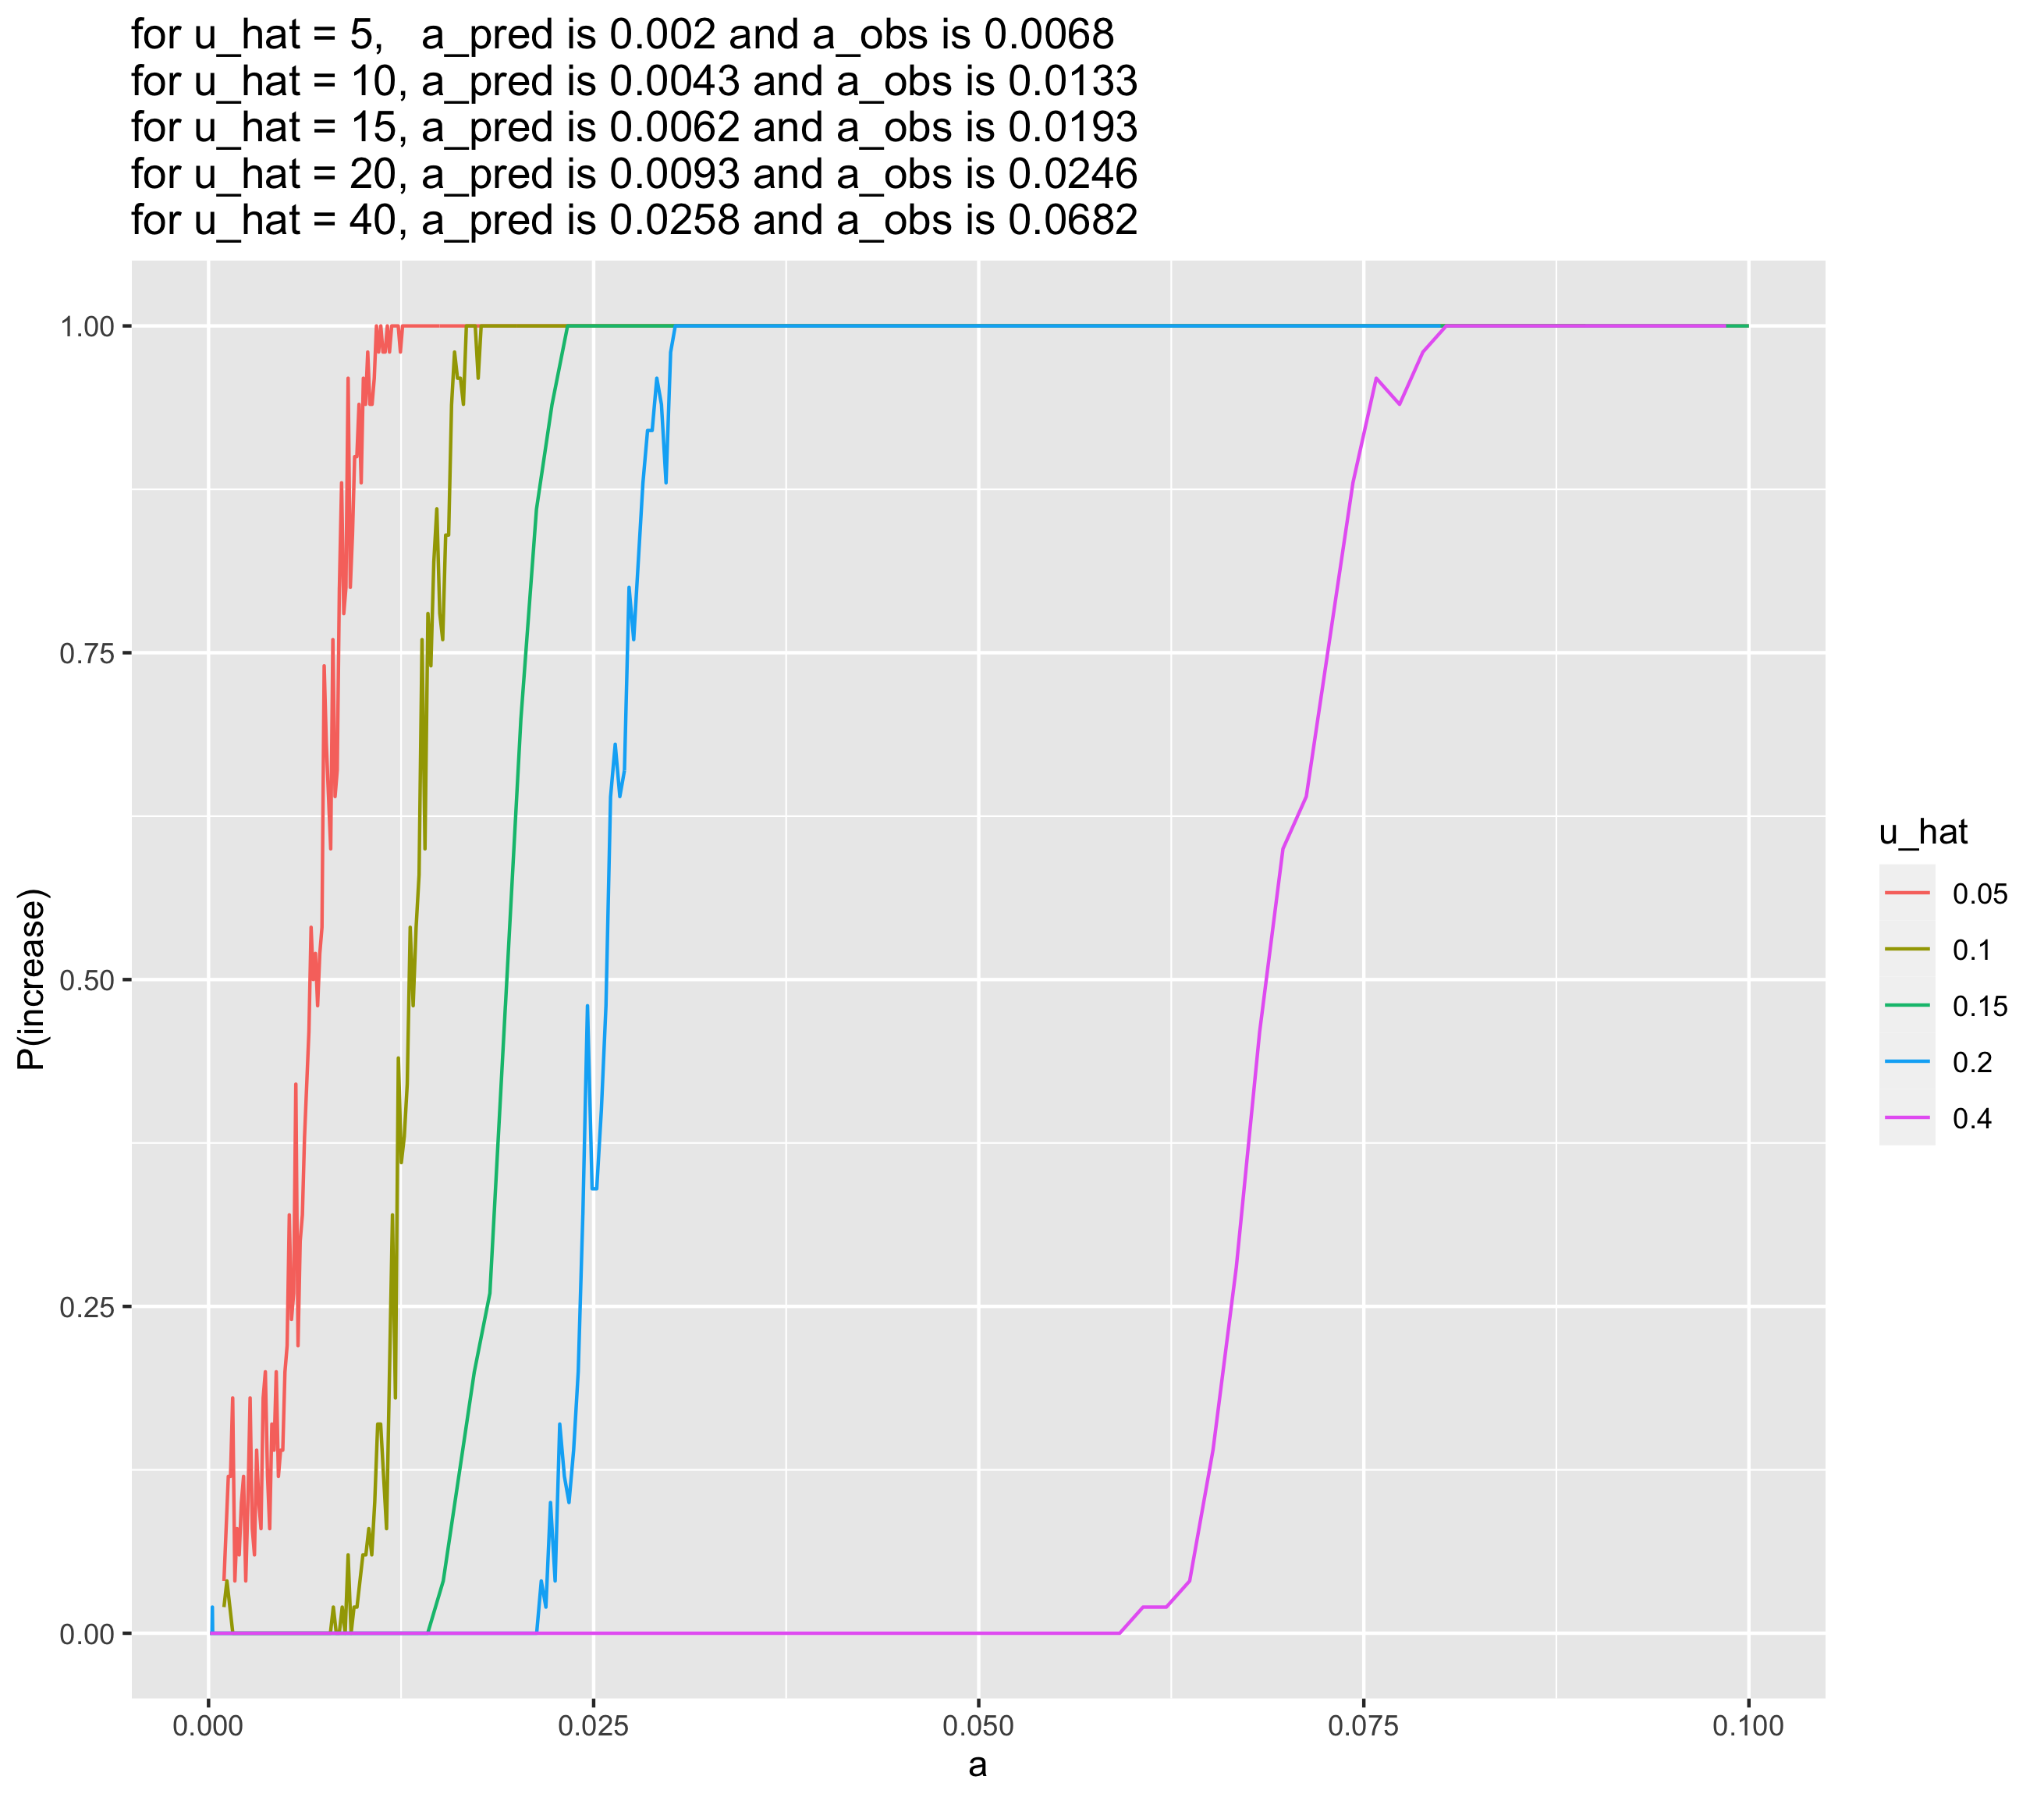 for u_hat = 5,   a_pred is 0.002 and a_obs is 0.0068
for u_hat = 10, a_pred is 0.0043 and a_obs is 0.0133
for u_hat = 15, a_pred is 0.0062 and a_obs is 0.0193
for u_hat = 20, a_pred is 0.0093 and a_obs is 0.0246
for u_hat = 40, a_pred is 0.0258 and a_obs is 0.0682
1.00
0.75
0.50
0.25
0.00
P(increase)
0.000
0.025
0.050
0.075
0.100
a
u_hat
0.05
0.1
0.15
0.2
0.4